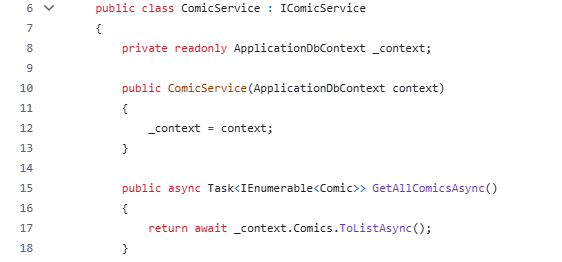 6 public class ComicService : IComicService
7 {
8 private readonly ApplicationDbContext _context;
9
10 public ComicService(ApplicationDbContext context)
11 {
12 _context = context;
13 }
14
15 public async Task<IEnumerable<Comic>> GetAllComicsAsync()
16 {
17 return await _context.Comics.ToListAsync();
18 }